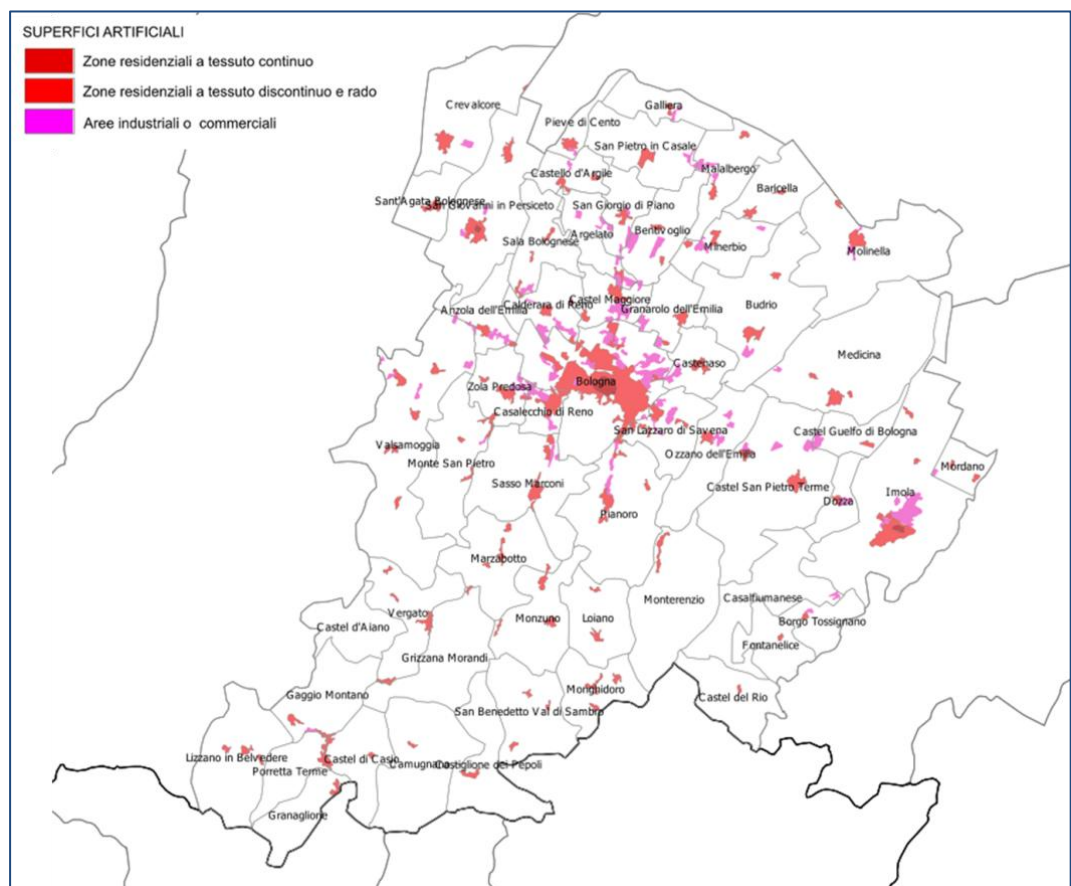 SUPERFICI ARTIFICIALI
Zone residenziali a tessuto continuo
Zone residenziali a tessuto discontinuo e rado
Aree industriali o commerciali
Crevalcore
Galliera
Pieve di Cento
San Pietro in Casale
Malalbergo
Castello d'Argile
Baricella
Sant'Agata Bolognese
San Giovanni in Persiceto
San Giorgio di Piano
Argelato
Bentivoglio
Sala Bolognese
Minerbio
Molinella
Castel Maggiore
Calderara di Reno
Anzola dell'Emilia
Granarolo dell'Emilia
Budrio
Medicina
Castenaso
Bologna
Zola Predosa
Casalecchio di Reno
San Lazzaro di Savena
Castel Guelfo di Bologna
Valsamoggia
Ozzano dell'Emilia
Monte San Pietro
Mordano
Sasso Marconi
Castel San Pietro Terme
Imola
Dozza
Pianoro
Marzabotto
Casalfiumanese
Monterenzio
Vergato
Castel d'Aiano
Monzuno
Loiano
Borgo Tossignano
Fontanelice
Grizzana Morandi
Gaggio Montano
Monghidoro
Castel del Rio
San Benedetto Val di Sambro
Lizzano in Belvedere
Castel di Casio
Camugnano
Castiglione dei Pepoli
Porretta Terme
Granaglione